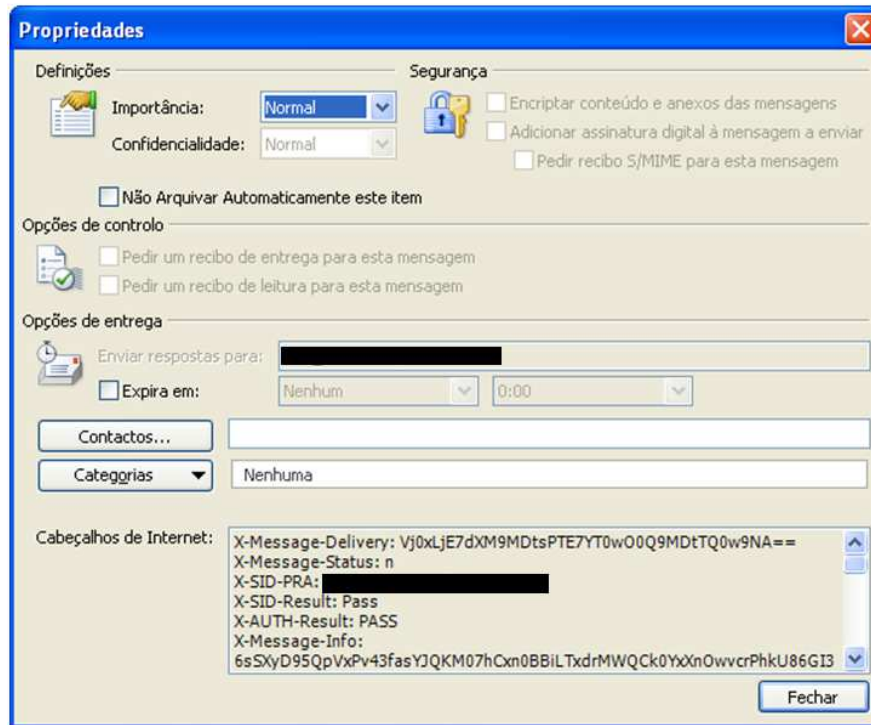 Propriedades
Definições
Segurança
Importância: Normal
Encriptar conteúdo e anexos das mensagens
Confidencialidade: Normal
Adicionar assinatura digital à mensagem a enviar
Pedir recibo S/MIME para esta mensagem
Não Arquivar Automaticamente este item
Opções de controlo
Pedir um recibo de entrega para esta mensagem
Pedir um recibo de leitura para esta mensagem
Opções de entrega
Enviar respostas para:
Expira em: Nenhum 0:00
Contactos...
Categorias Nenhuma
Cabeçalhos de Internet:
X-Message-Delivery: Vj0xLjE7dXM9MDtsPTE7YT0wO0Q9MDtTQ0w9NA==
X-Message-Status: n
X-SID-PRA:
X-SID-Result: Pass
X-AUTH-Result: PASS
X-Message-Info:
6sSXyD95QpVxPv43fasYJQKM07hCxn0BBiLTxdrMWQCk0YxXnOwvcrPhkU86GI3
Fechar